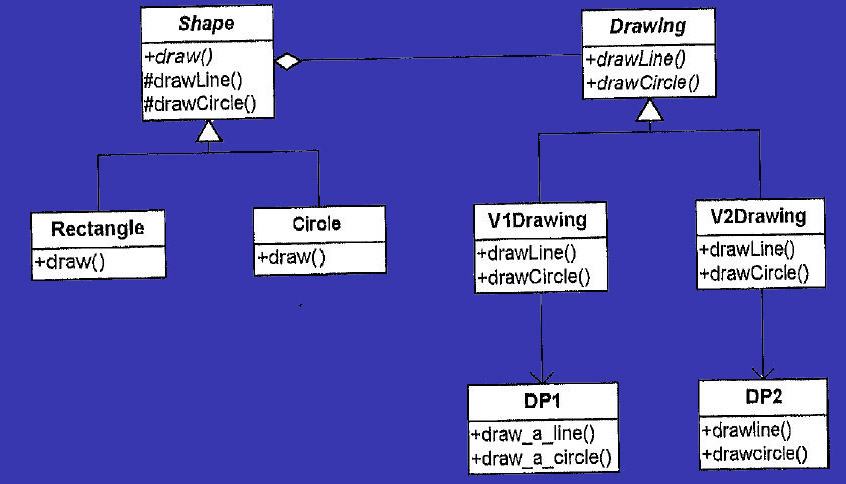 Shape
+draw()
#drawLine()
#drawCircle()
Drawing
+drawLine()
+drawCircle()
Rectangle
+draw()
Circle
+draw()
V1Drawing
+drawLine()
+drawCircle()
V2Drawing
+drawLine()
+drawCircle()
DP1
+draw_a_line()
+draw_a_circle()
DP2
+drawline()
+drawcircle()